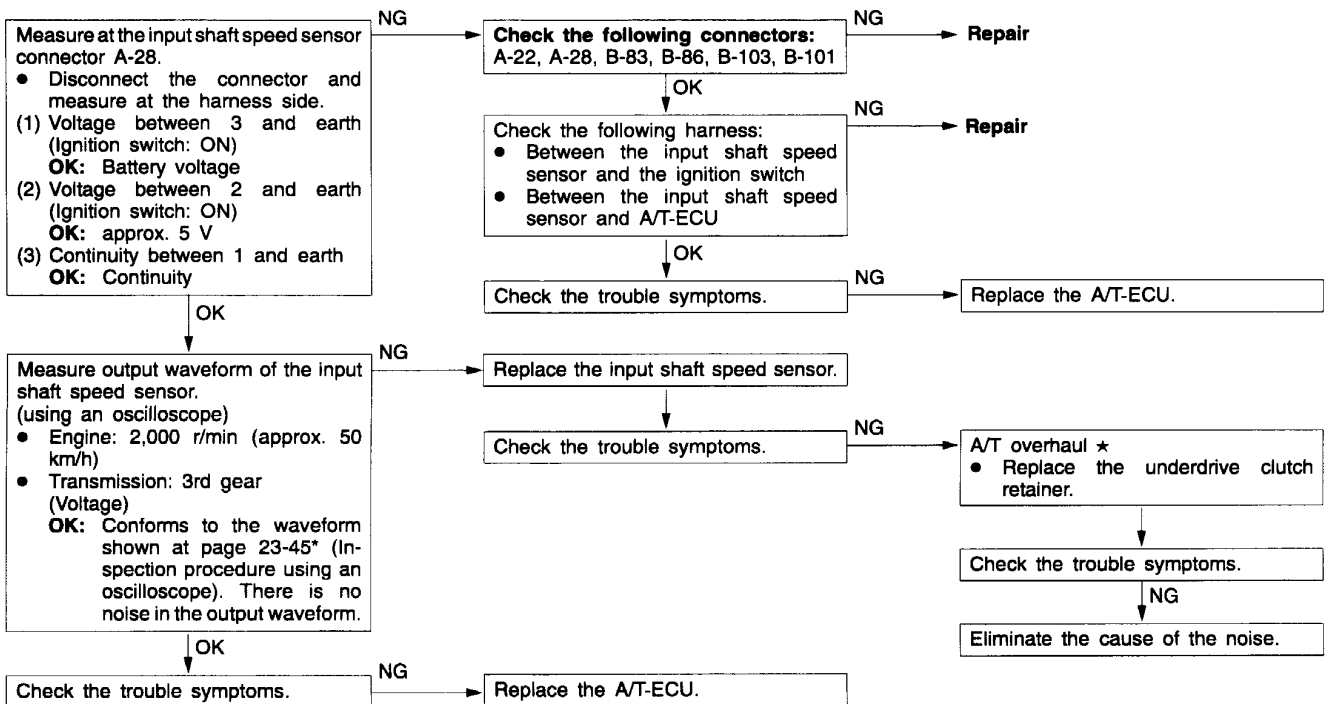 Measure at the input shaft speed sensor
connector A-28.
● Disconnect the connector and
measure at the harness side.
(1) Voltage between 3 and earth
(Ignition switch: ON)
OK: Battery voltage
(2) Voltage between 2 and earth
(Ignition switch: ON)
OK: approx. 5 V
(3) Continuity between 1 and earth
OK: Continuity
NG
Check the following connectors:
A-22, A-28, B-83, B-86, B-103, B-101
NG
Repair
OK
Check the following harness:
● Between the input shaft speed
sensor and the ignition switch
● Between the input shaft speed
sensor and A/T-ECU
NG
Repair
OK
Check the trouble symptoms.
NG
Replace the A/T-ECU.
OK
Measure output waveform of the input
shaft speed sensor.
(using an oscilloscope)
● Engine: 2,000 r/min (approx. 50
km/h)
● Transmission: 3rd gear
(Voltage)
OK: Conforms to the waveform
shown at page 23-45* (In-
spection procedure using an
oscilloscope). There is no
noise in the output waveform.
NG
Replace the input shaft speed sensor.
Check the trouble symptoms.
NG
A/T overhaul ★
● Replace the underdrive clutch
retainer.
Check the trouble symptoms.
NG
Eliminate the cause of the noise.
OK
Check the trouble symptoms.
NG
Replace the A/T-ECU.